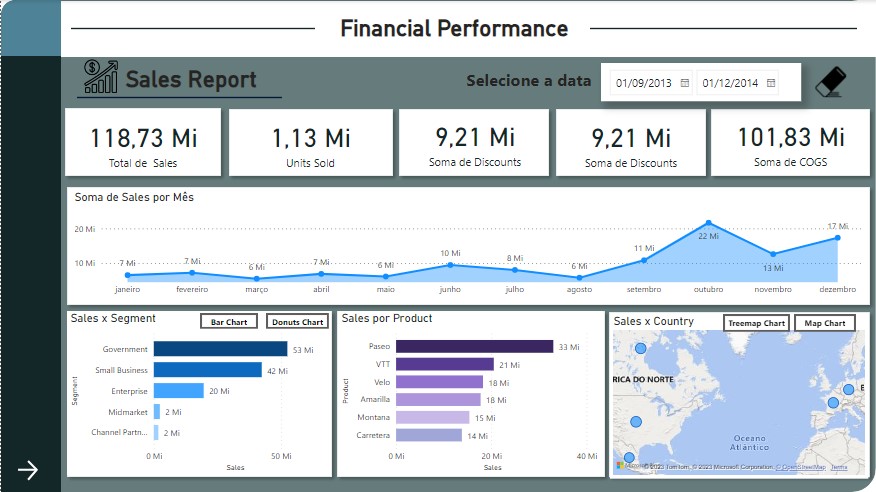 Financial Performance
Sales Report
Selecione a data
01/09/2013
01/12/2014
118,73 Mi
Total de Sales
1,13 Mi
Units Sold
9,21 Mi
Soma de Discounts
9,21 Mi
Soma de Discounts
101,83 Mi
Soma de COGS
Soma de Sales por Mês
20 Mi
10 Mi
7 Mi
7 Mi
6 Mi
7 Mi
6 Mi
10 Mi
8 Mi
6 Mi
11 Mi
22 Mi
13 Mi
17 Mi
janeiro
fevereiro
março
abril
maio
junho
julho
agosto
setembro
outubro
novembro
dezembro
Sales x Segment
Bar Chart
Donuts Chart
Segment
Government
53 Mi
Small Business
42 Mi
Enterprise
20 Mi
Midmarket
2 Mi
Channel Partn...
2 Mi
0 Mi
50 Mi
Sales
Sales por Product
Product
Paseo
33 Mi
VTT
21 Mi
Velo
18 Mi
Amarilla
18 Mi
Montana
15 Mi
Carretera
14 Mi
0 Mi
20 Mi
40 Mi
Sales
Sales x Country
Treemap Chart
Map Chart
RICA DO NORTE
Oceano
Atlântico
© 2023 TomTom, © 2023 Microsoft Corporation, © OpenStreetMap Terms